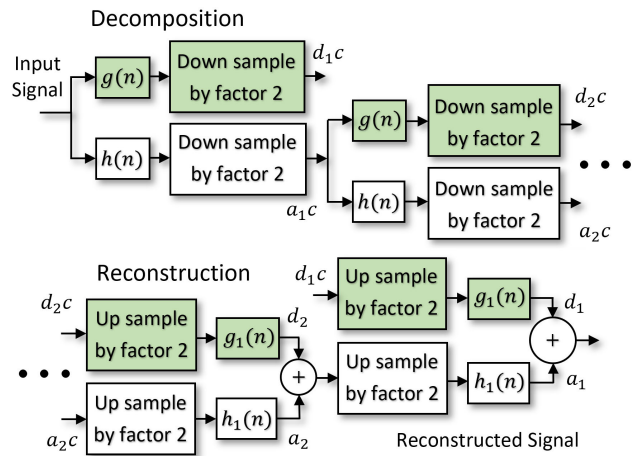 Decomposition
Input
Signal
g(n)
Down sample
by factor 2
d₁c
h(n)
Down sample
by factor 2
a₁c
g(n)
Down sample
by factor 2
d₂c
h(n)
Down sample
by factor 2
a₂c
Reconstruction
d₂c
Up sample
by factor 2
g₁(n)
d₂
a₂c
Up sample
by factor 2
h₁(n)
a₂
+
d₁c
Up sample
by factor 2
g₁(n)
d₁
Up sample
by factor 2
h₁(n)
a₁
+
Reconstructed Signal